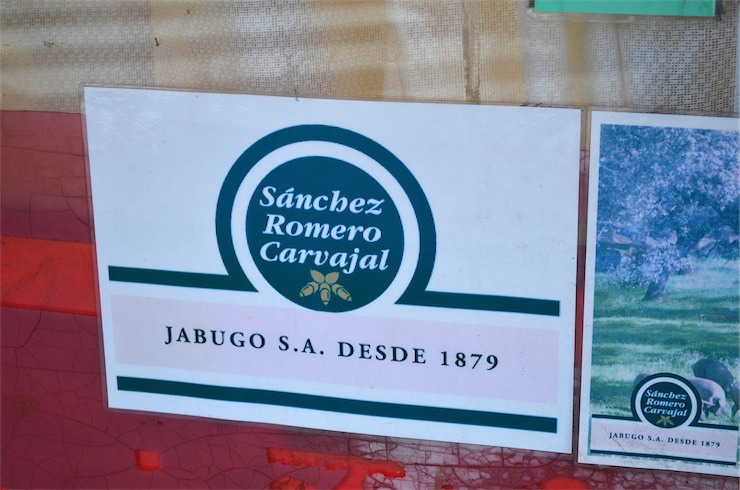 Sánchez
Romero
Carvajal
JABUGO S.A. DESDE 1879
Sánchez
Romero
Carvajal
JABUGO S.A. DESDE 1879